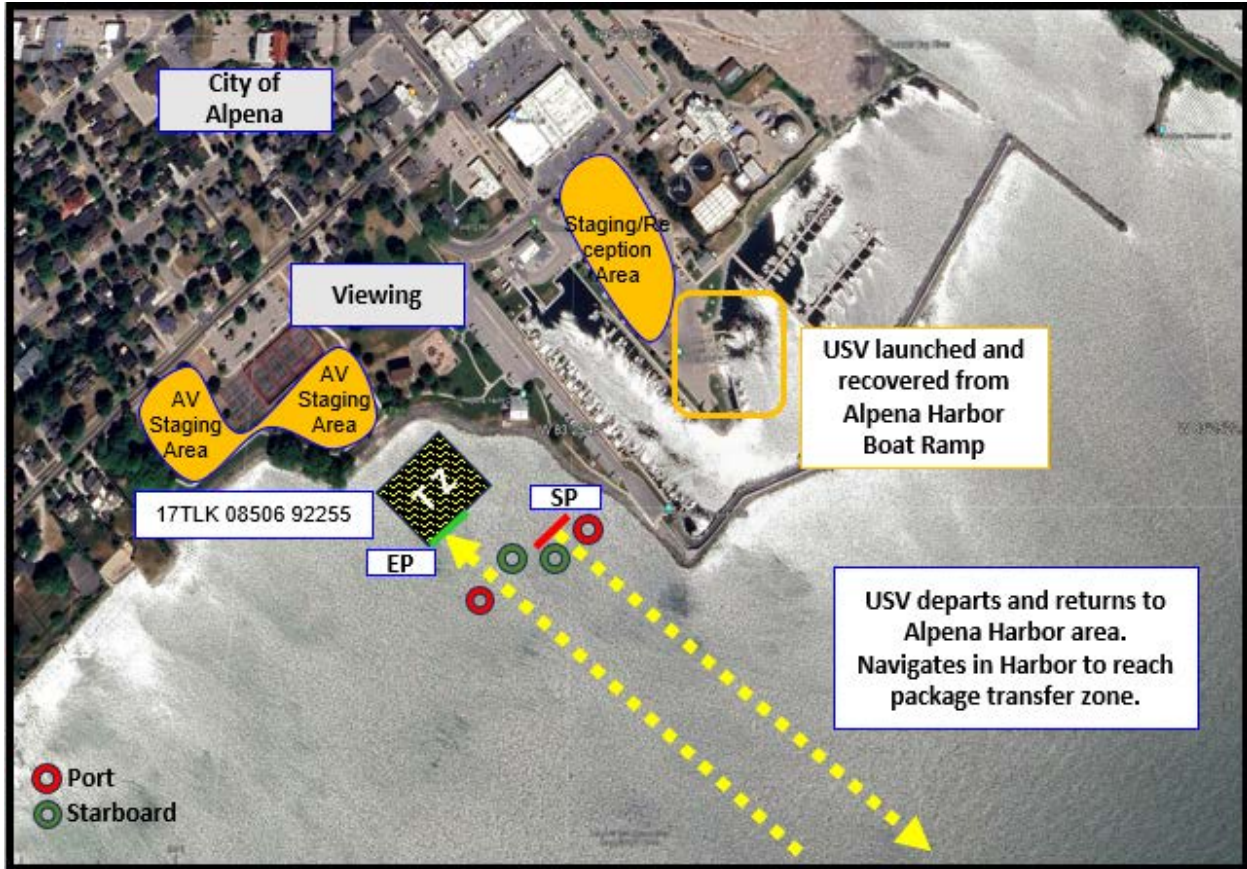 City of
Alpena
Staging/Re
ception
Area
Viewing
USV launched and
recovered from
Alpena Harbor
Boat Ramp
AV
Staging
Area
AV
Staging
Area
17TLK 08506 92255
TZ
SP
EP
USV departs and returns to
Alpena Harbor area.
Navigates in Harbor to reach
package transfer zone.
Port
Starboard